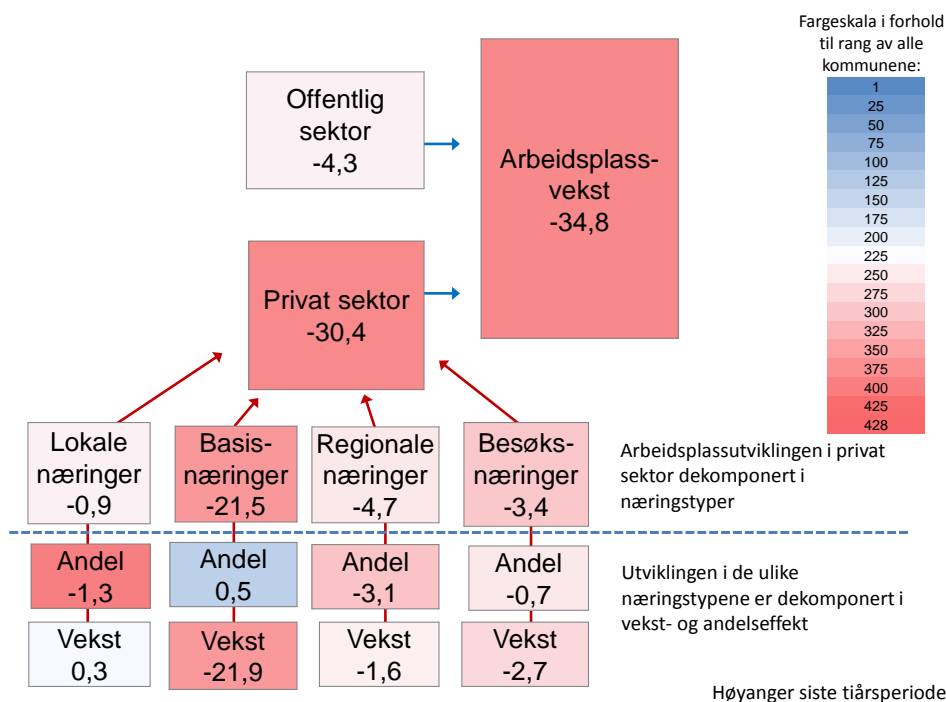 Fargeskala i forhold
til rang av alle
kommunene:
1
25
50
75
100
125
150
175
200
225
250
275
300
325
350
375
400
425
428
Offentlig
sektor
-4,3
Arbeidsplass-
vekst
-34,8
Privat sektor
-30,4
Lokale
næringer
-0,9
Basis-
næringer
-21,5
Regionale
næringer
-4,7
Besøks-
næringer
-3,4
Arbeidsplassutviklingen i privat
sektor dekomponert i
næringstyper
Andel
-1,3
Andel
0,5
Andel
-3,1
Andel
-0,7
Utviklingen i de ulike
næringstypene er dekomponert i
vekst- og andelseffekt
Vekst
0,3
Vekst
-21,9
Vekst
-1,6
Vekst
-2,7
Høyanger siste tiårsperiode